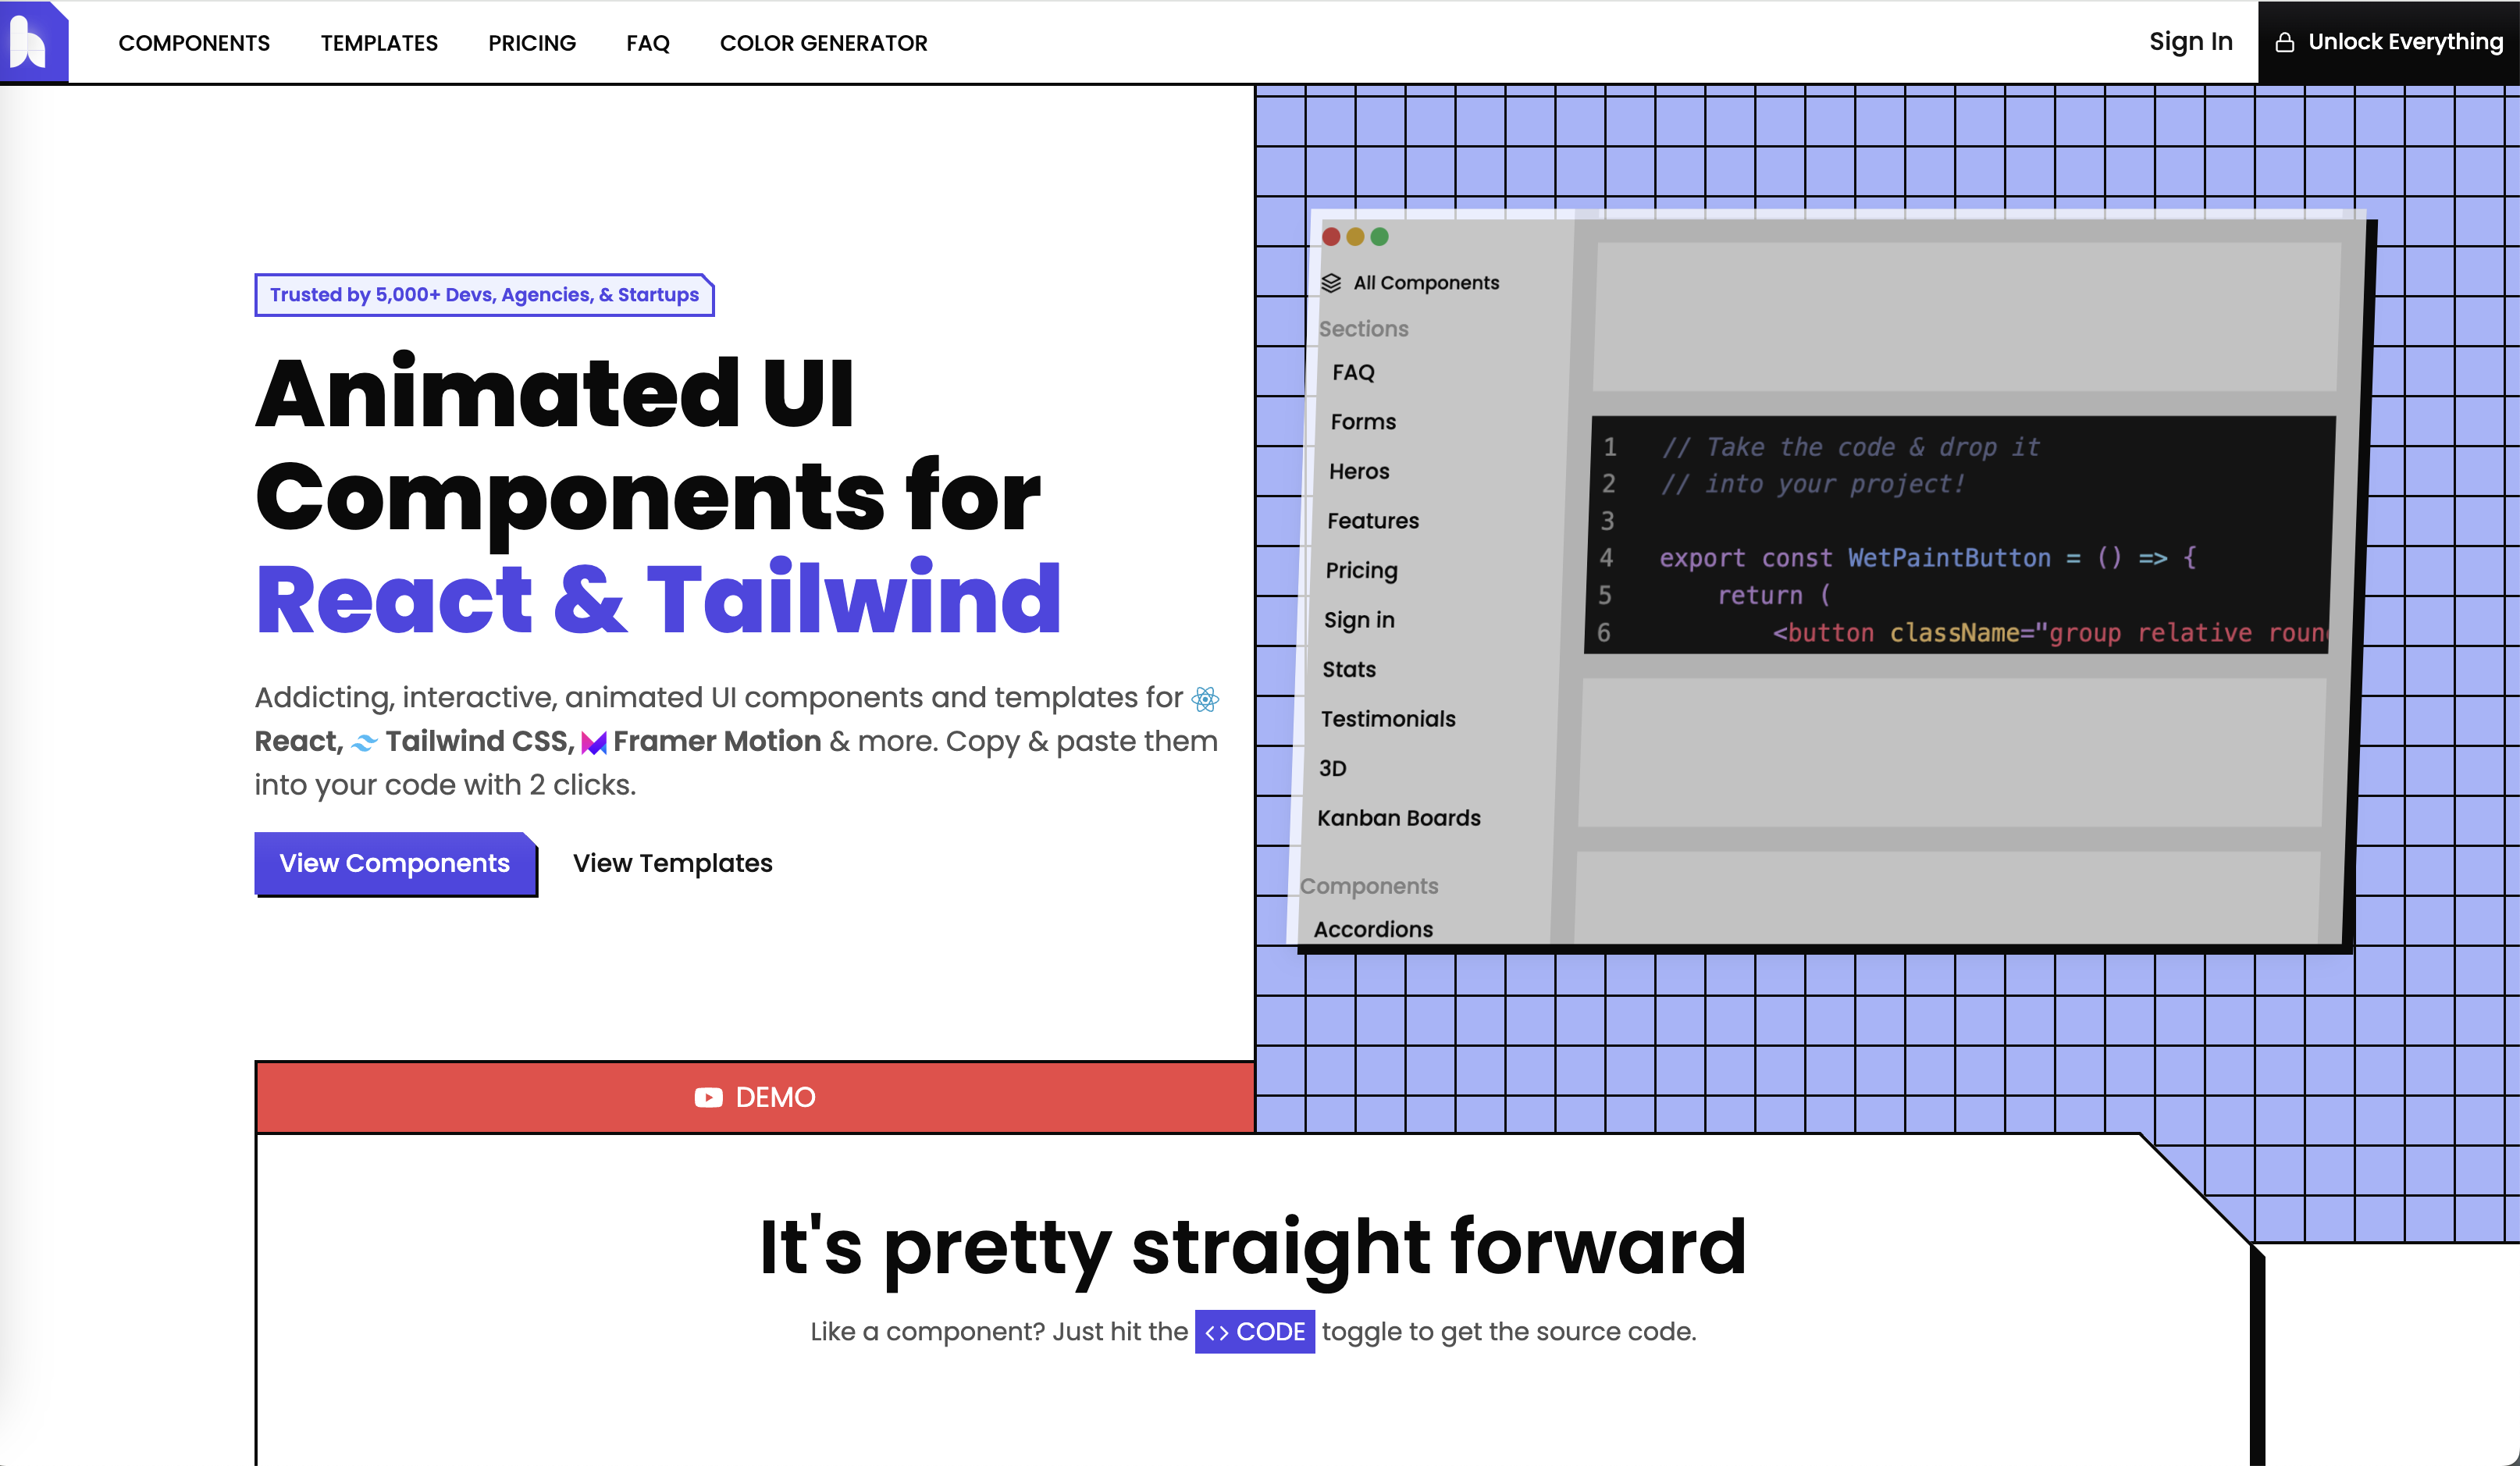 COMPONENTS
TEMPLATES
PRICING
FAQ
COLOR GENERATOR
Sign In
Unlock Everything
Trusted by 5,000+ Devs, Agencies, & Startups
Animated UI
Components for
React & Tailwind
Addicting, interactive, animated UI components and templates for
React, Tailwind CSS, Framer Motion & more. Copy & paste them
into your code with 2 clicks.
View Components
View Templates
DEMO
All Components
Sections
FAQ
Forms
Heros
Features
Pricing
Sign in
Stats
Testimonials
3D
Kanban Boards
Components
Accordions
1 // Take the code & drop it
2 // into your project!
3
4 export const WetPaintButton = () => {
5 return (
6 <button className="group relative roun
It's pretty straight forward
Like a component? Just hit the <> CODE toggle to get the source code.